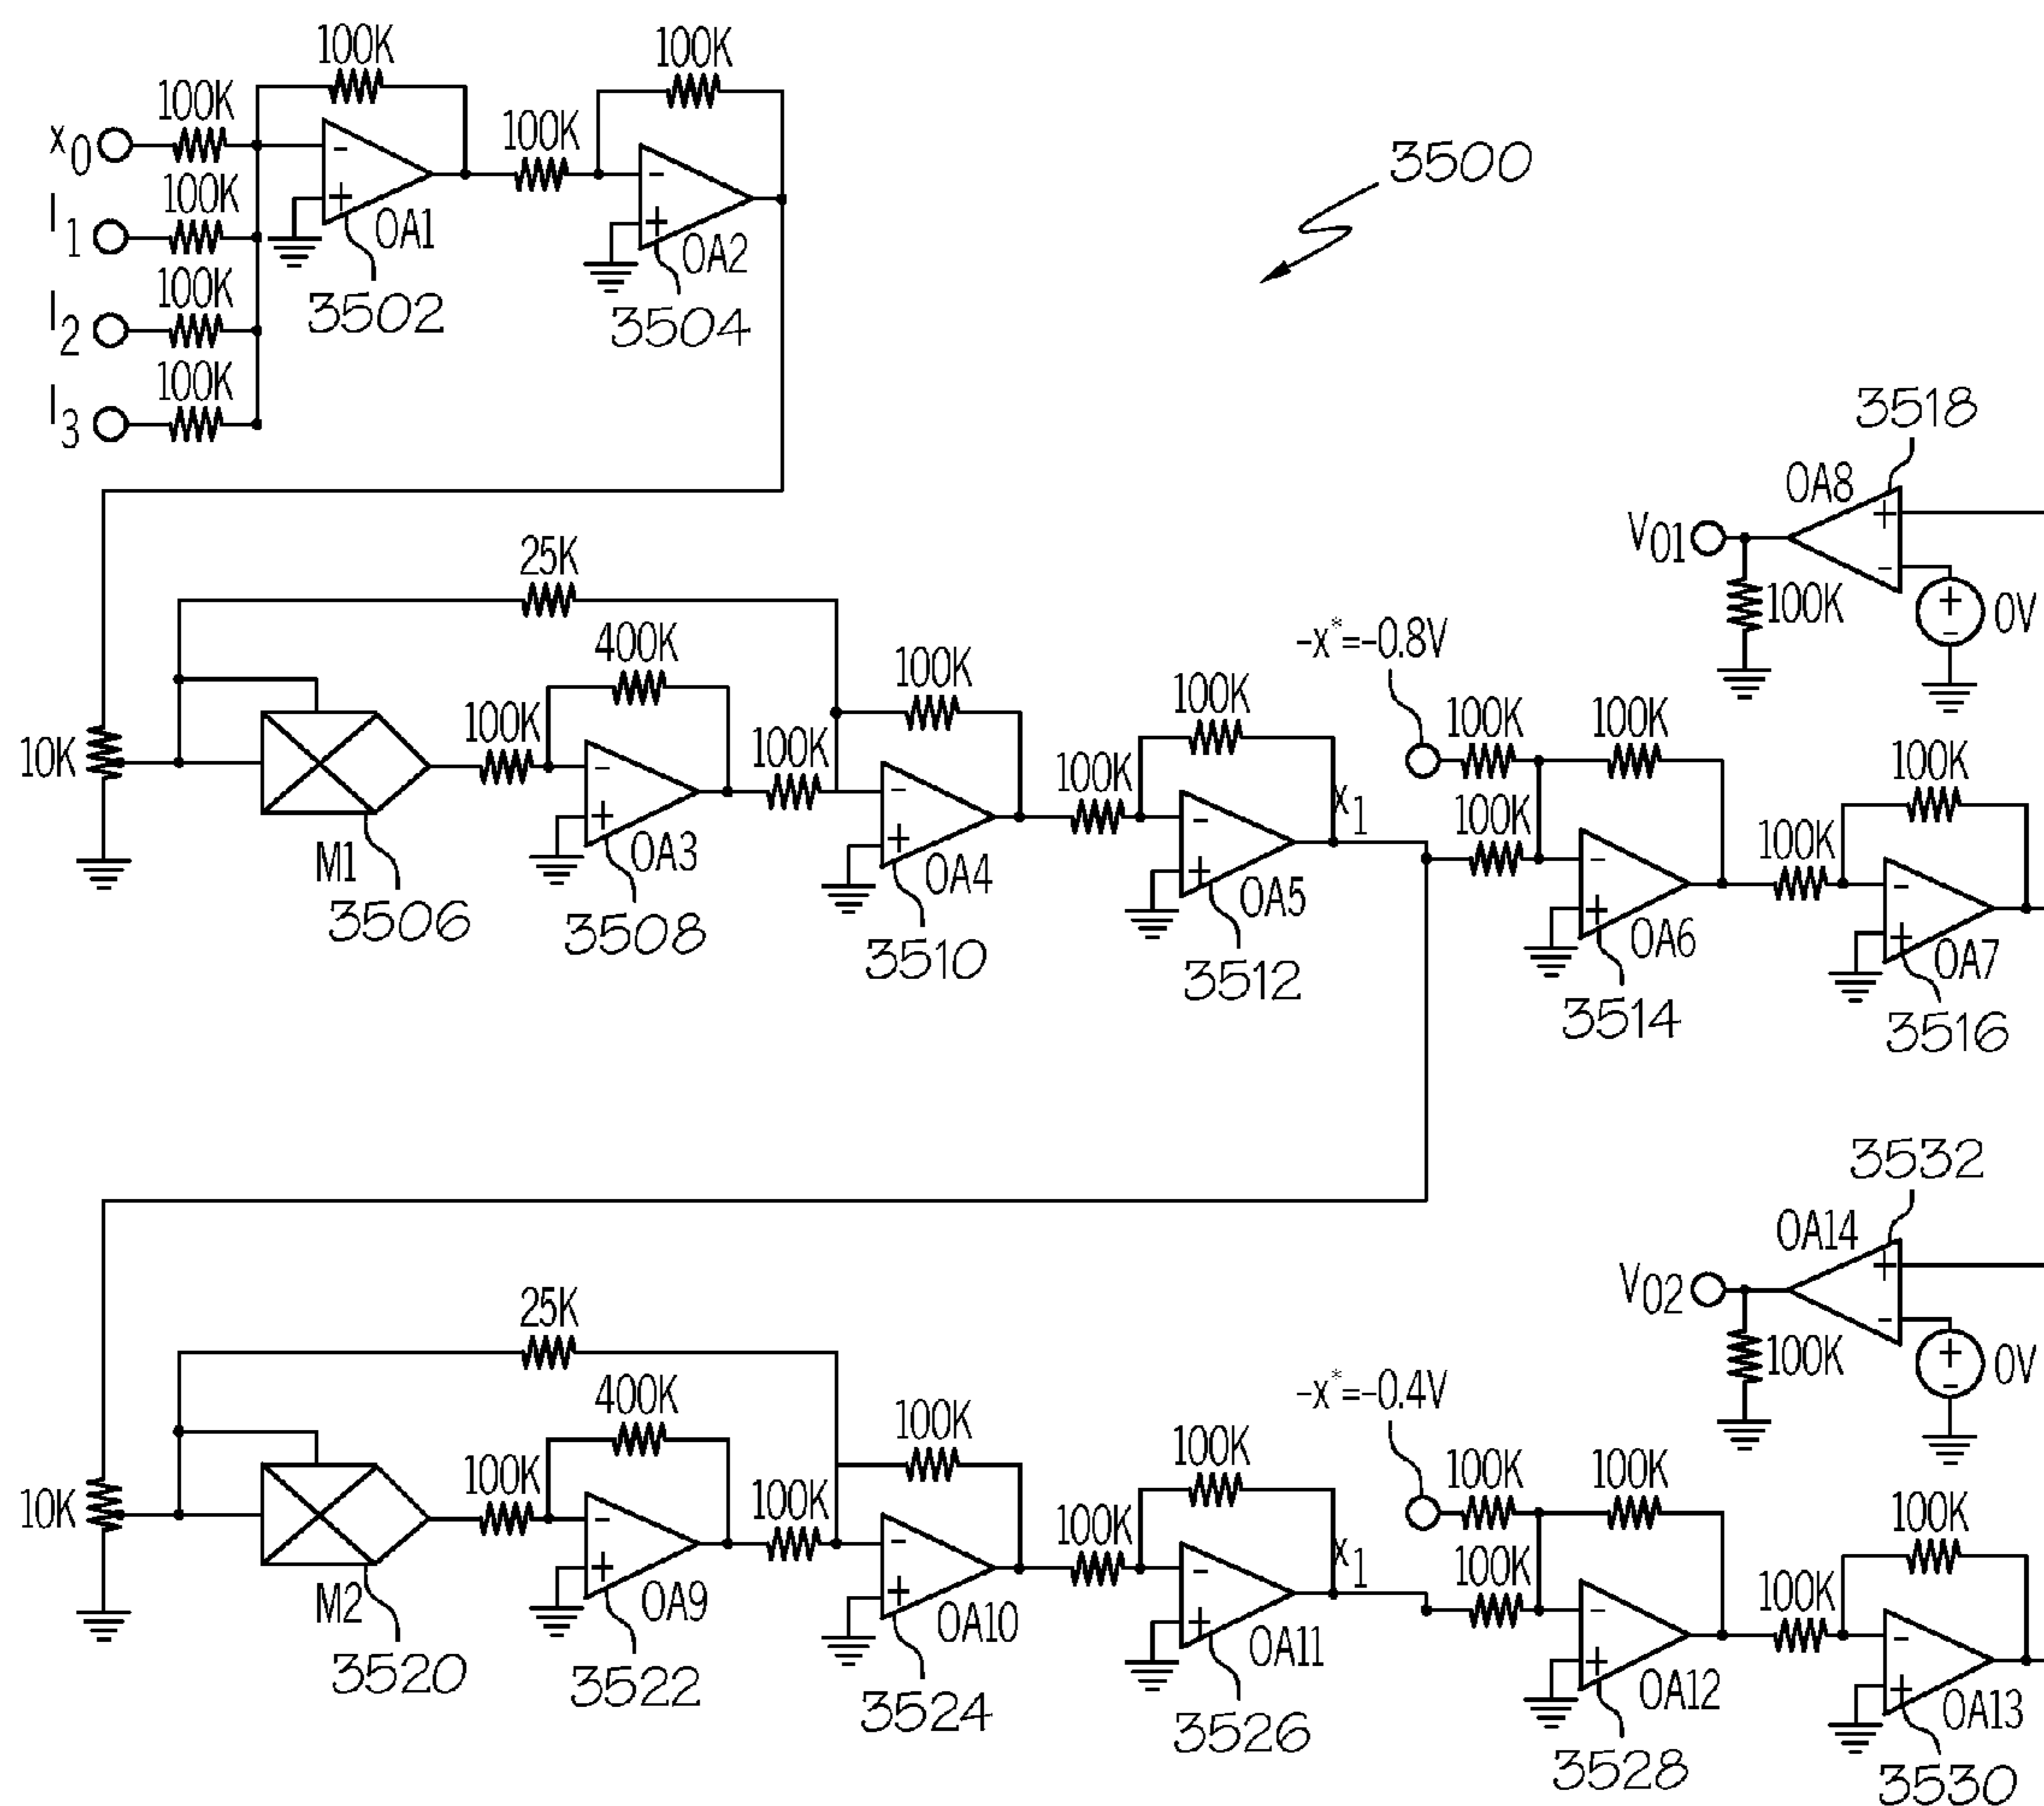 100K
100K
100K
x0
100K
-
+
OA1
3502
100K
-
+
OA2
3504
I1
100K
I2
100K
I3
3500
3518
OA8
+
-
VO1
100K
+
-
0V
25K
400K
100K
10K
M1
3506
-
+
OA3
3508
100K
100K
-
+
OA4
3510
100K
100K
-
+
OA5
3512
x1
-x*=-0.8V
100K
100K
100K
-
+
OA6
3514
100K
100K
-
+
OA7
3516
3532
OA14
+
-
VO2
100K
+
-
0V
25K
400K
100K
10K
M2
3520
-
+
OA9
3522
100K
100K
-
+
OA10
3524
100K
100K
-
+
OA11
3526
x1
-x*=-0.4V
100K
100K
100K
-
+
OA12
3528
100K
100K
-
+
OA13
3530